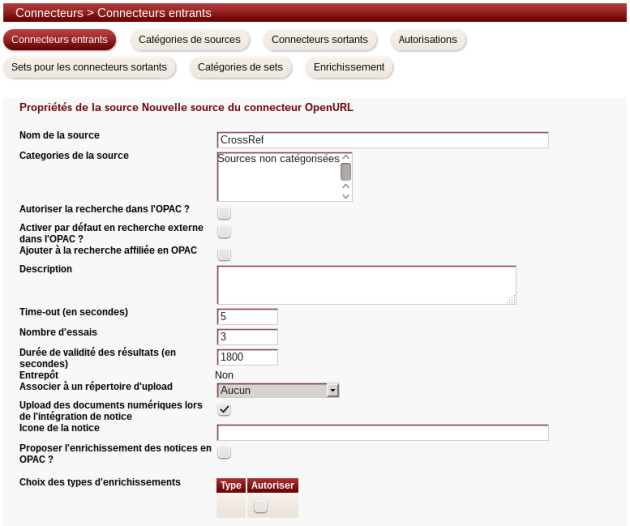 Connecteurs > Connecteurs entrants
Connecteurs entrants
Catégories de sources
Connecteurs sortants
Autorisations
Sets pour les connecteurs sortants
Catégories de sets
Enrichissement
Propriétés de la source Nouvelle source du connecteur OpenURL
Nom de la source
CrossRef
Categories de la source
Sources non catégorisées
Autoriser la recherche dans l'OPAC ?
Activer par défaut en recherche externe
dans l'OPAC ?
Ajouter à la recherche affiliée en OPAC
Description
Time-out (en secondes)
5
Nombre d'essais
3
Durée de validité des résultats (en
secondes)
1800
Entrepôt
Non
Associer à un répertoire d'upload
Aucun
Upload des documents numériques lors
de l'intégration de notice
Icone de la notice
Proposer l'enrichissement des notices en
OPAC ?
Choix des types d'enrichissements
Type
Autoriser